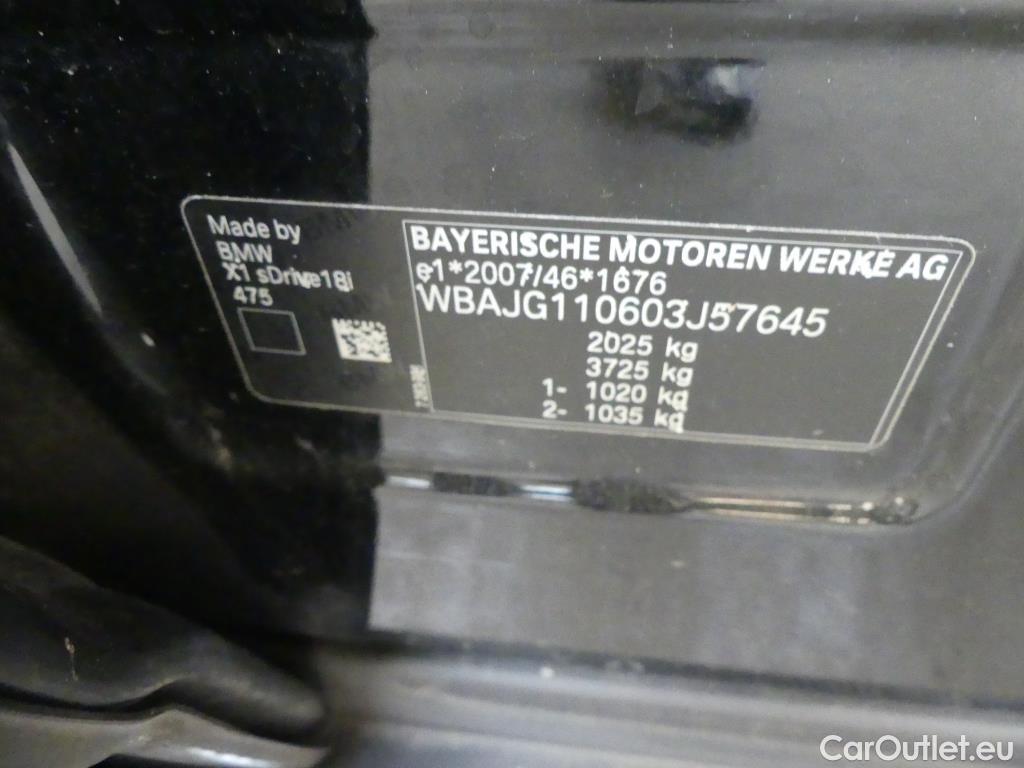 Made by
BMW
X1 sDrive18i
475
BAYERISCHE MOTOREN WERKE AG
e1*2007/46*1676
WBAJG110603J57645
2025 kg
3725 kg
1- 1020 kg
2- 1035 kg
CarOutlet.eu